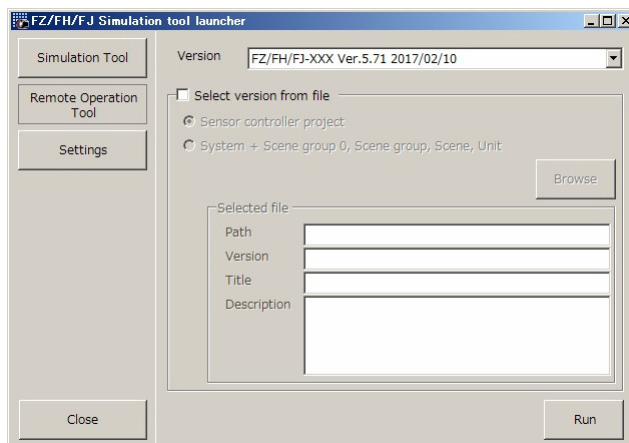 FZ/FH/FJ Simulation tool launcher
Simulation Tool
Remote Operation
Tool
Settings
Close
Version
FZ/FH/FJ-XXX Ver.5.71 2017/02/10
Select version from file
Sensor controller project
System + Scene group 0, Scene group, Scene, Unit
Browse
Selected file
Path
Version
Title
Description
Run